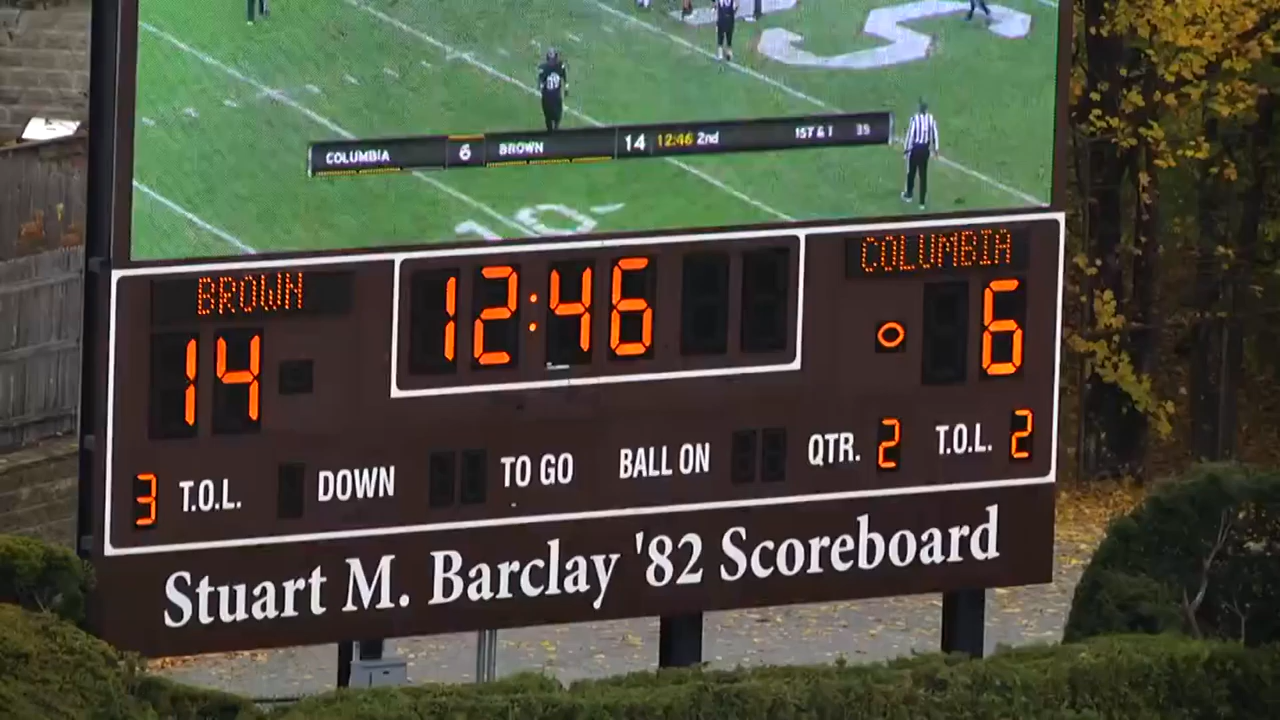 COLUMBIA 6 BROWN 14 12:46 2nd 1ST & 1 35
BROWN 12:46 COLUMBIA
14 6
3 T.O.L. DOWN TO GO BALL ON QTR. 2 T.O.L. 2
Stuart M. Barclay '82 Scoreboard